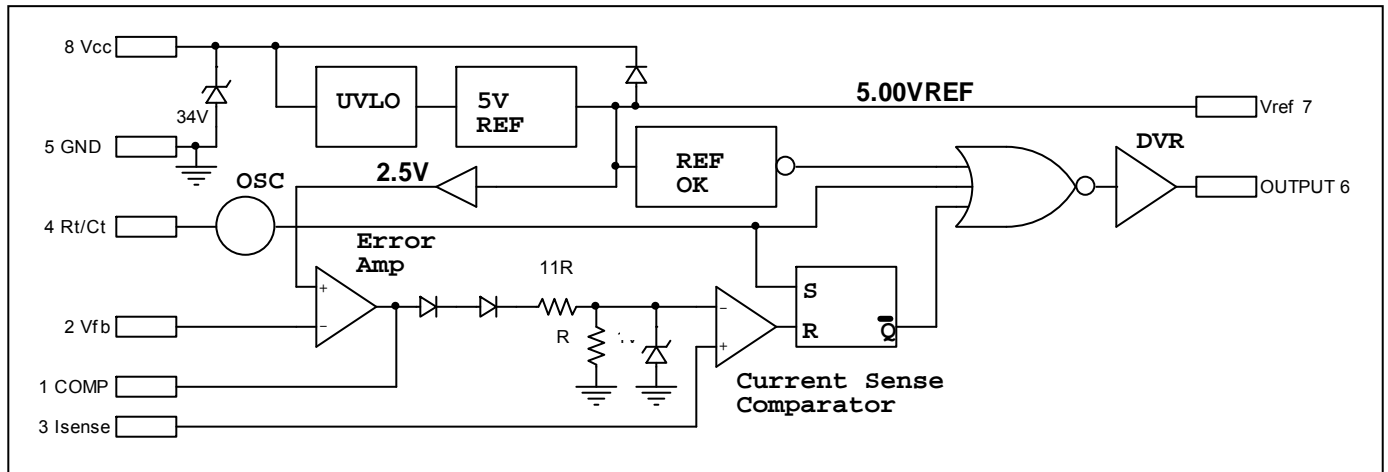 8 Vcc
34V
UVLO
5V
REF
5.00VREF
Vref 7
5 GND
2.5V
REF
OK
DVR
OUTPUT 6
OSC
4 Rt/Ct
Error
Amp
11R
+
−
S
R
Q
2 Vfb
R
−
+
1 COMP
Current Sense
Comparator
3 Isense